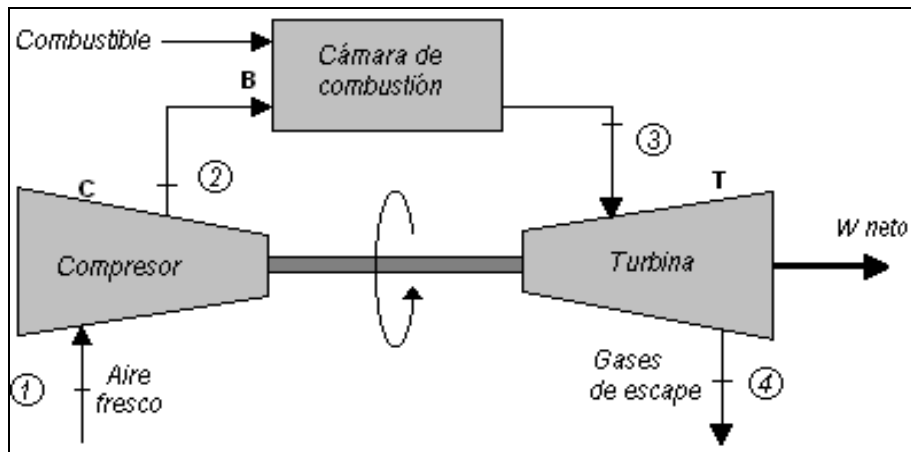 Combustible
Cámara de
combustión
B
2
3
C
T
W neto
Compresor
Turbina
1
Aire
fresco
Gases
de escape
4